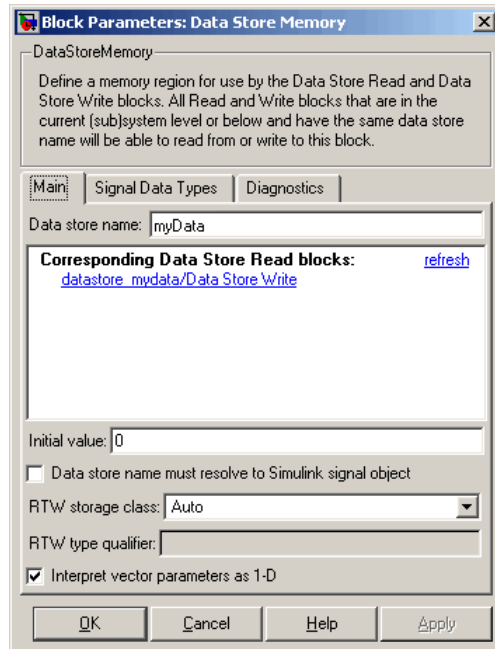 Block Parameters: Data Store Memory
DataStoreMemory
Define a memory region for use by the Data Store Read and Data
Store Write blocks. All Read and Write blocks that are in the
current (sub)system level or below and have the same data store
name will be able to read from or write to this block.
Main Signal Data Types Diagnostics
Data store name: myData
Corresponding Data Store Read blocks: refresh
datastore_mydata/Data Store Write
Initial value: 0
Data store name must resolve to Simulink signal object
RTW storage class: Auto
RTW type qualifier:
Interpret vector parameters as 1-D
OK Cancel Help Apply